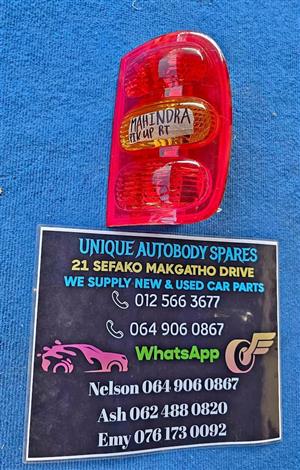 MAHINDRA
PIK UP RT
UNIQUE AUTOBODY SPARES
21 SEFAKO MAKGATHO DRIVE
WE SUPPLY NEW & USED CAR PARTS
012 566 3677
064 906 0867
WhatsApp
Nelson 064 906 0867
Ash 062 488 0820
Emy 076 173 0092